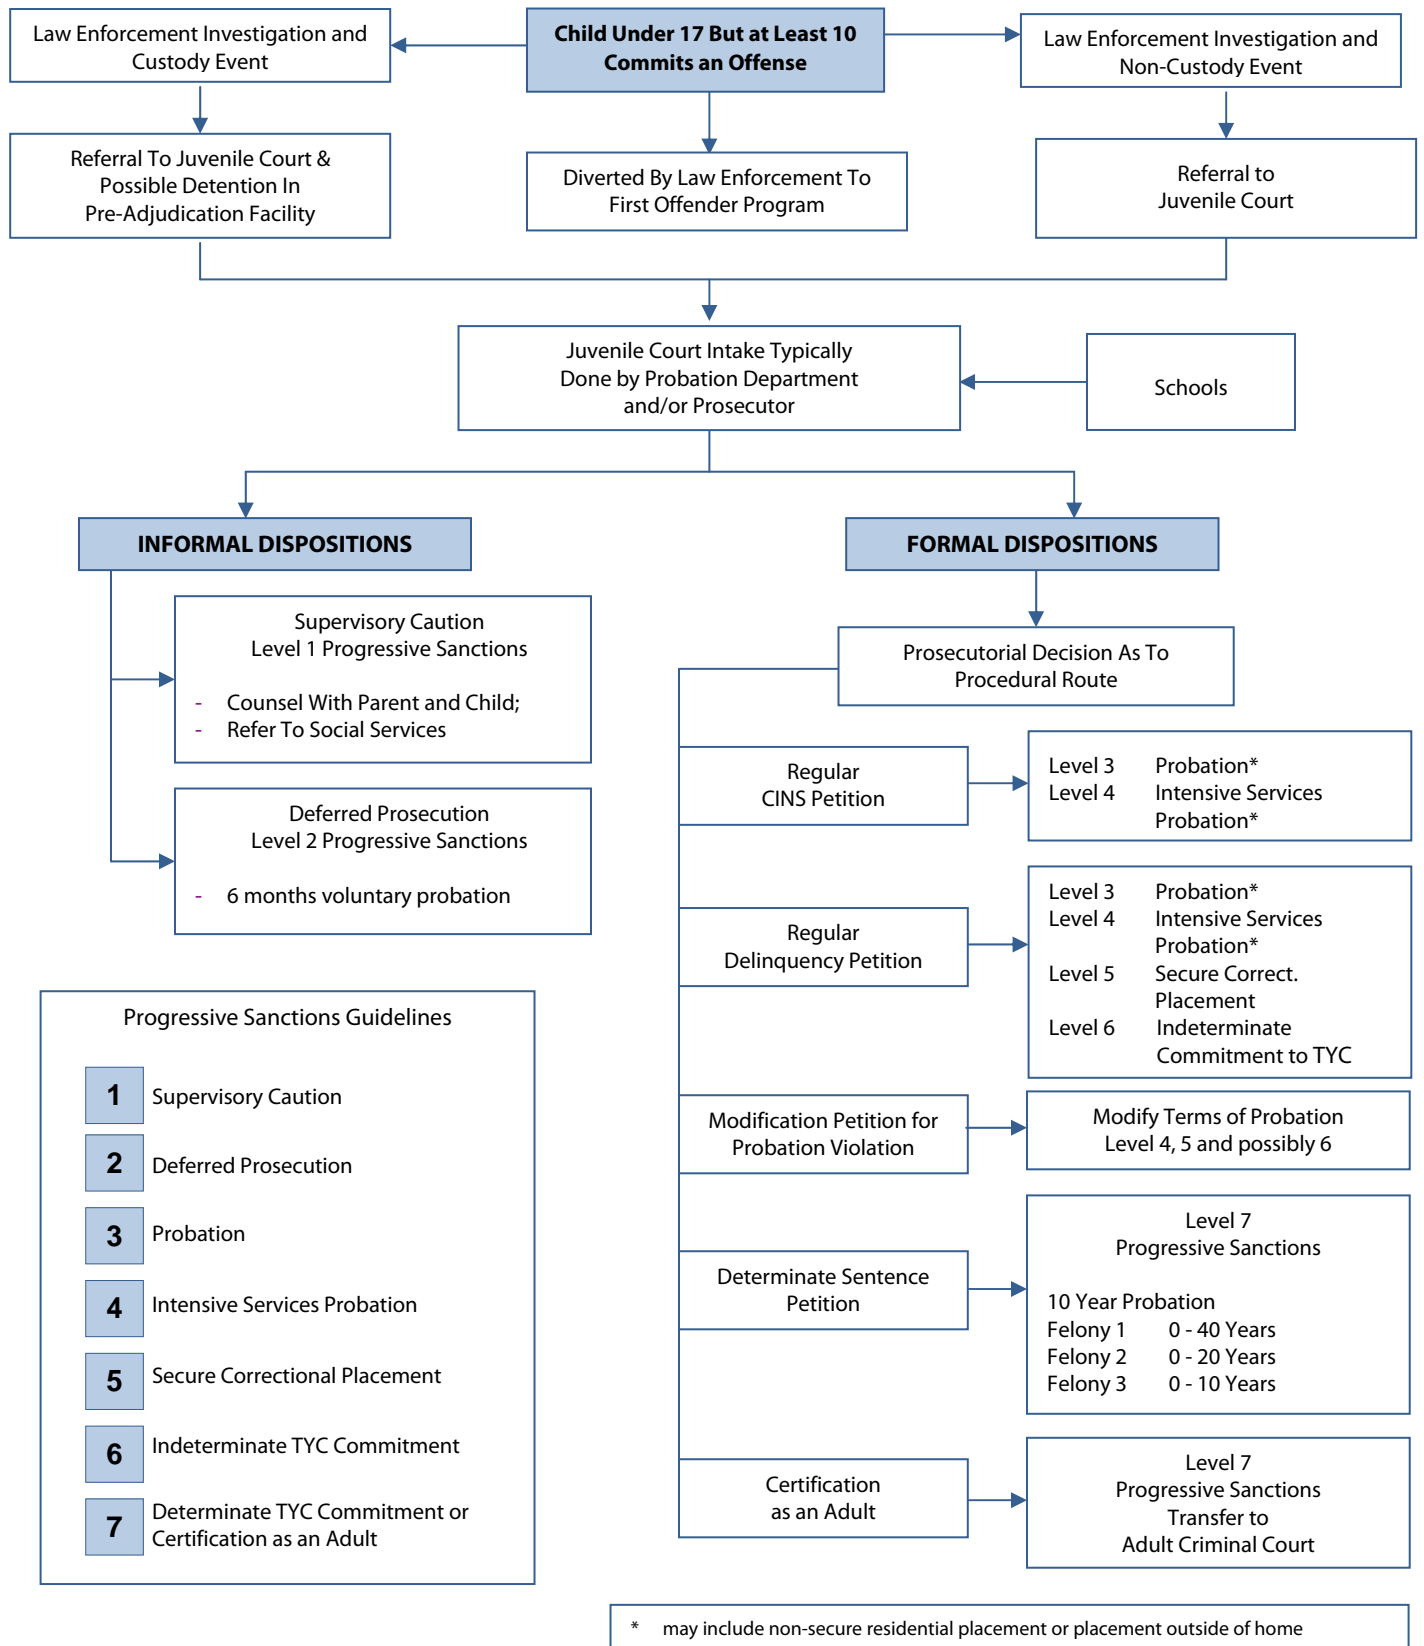 Child Under 17 But at Least 10
Commits an Offense
Law Enforcement Investigation and
Custody Event
Law Enforcement Investigation and
Non-Custody Event
Referral To Juvenile Court &
Possible Detention In
Pre-Adjudication Facility
Diverted By Law Enforcement To
First Offender Program
Referral to
Juvenile Court
Juvenile Court Intake Typically
Done by Probation Department
and/or Prosecutor
Schools
INFORMAL DISPOSITIONS
Supervisory Caution
Level 1 Progressive Sanctions
- Counsel With Parent and Child;
- Refer To Social Services
Deferred Prosecution
Level 2 Progressive Sanctions
- 6 months voluntary probation
FORMAL DISPOSITIONS
Prosecutorial Decision As To
Procedural Route
Regular
CINS Petition
Level 3 Probation*
Level 4 Intensive Services
Probation*
Regular
Delinquency Petition
Level 3 Probation*
Level 4 Intensive Services
Probation*
Level 5 Secure Correct.
Placement
Level 6 Indeterminate
Commitment to TYC
Modification Petition for
Probation Violation
Modify Terms of Probation
Level 4, 5 and possibly 6
Determinate Sentence
Petition
Level 7
Progressive Sanctions
10 Year Probation
Felony 1 0 - 40 Years
Felony 2 0 - 20 Years
Felony 3 0 - 10 Years
Certification
as an Adult
Level 7
Progressive Sanctions
Transfer to
Adult Criminal Court
Progressive Sanctions Guidelines
1 Supervisory Caution
2 Deferred Prosecution
3 Probation
4 Intensive Services Probation
5 Secure Correctional Placement
6 Indeterminate TYC Commitment
7 Determinate TYC Commitment or
Certification as an Adult
* may include non-secure residential placement or placement outside of home